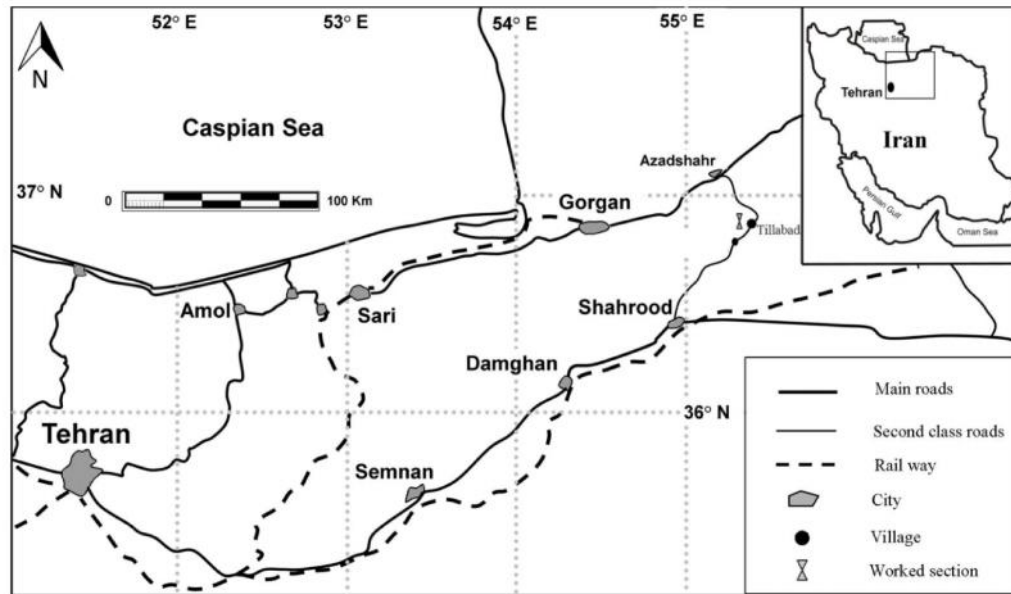 52° E
53° E
54° E
55° E
N
Caspian Sea
37° N
0
100 Km
Azadshahr
Gorgan
Tillabad
Amol
Sari
Shahrood
Damghan
36° N
Tehran
Semnan
Caspian Sea
Tehran
Iran
Persian Gulf
Oman Sea
Main roads
Second class roads
Rail way
City
Village
Worked section